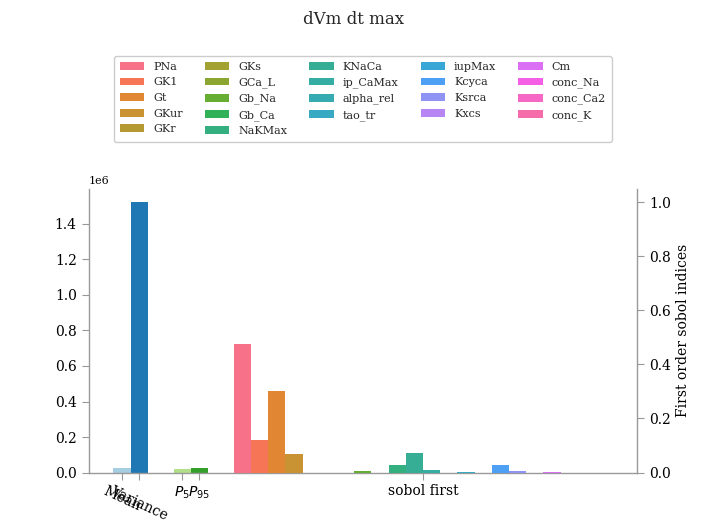 dVm dt max
PNa GKs KNaCa iupMax Cm
GK1 GCa_L ip_CaMax Kcyca conc_Na
Gt Gb_Na alpha_rel Ksrca conc_Ca2
GKur Gb_Ca tao_tr Kxcs conc_K
GKr NaKMax
1e6
1.4
1.2
1.0
0.8
0.6
0.4
0.2
0.0
1.0
0.8
0.6
0.4
0.2
0.0
First order sobol indices
Mean
Variance
P5 P95
sobol first